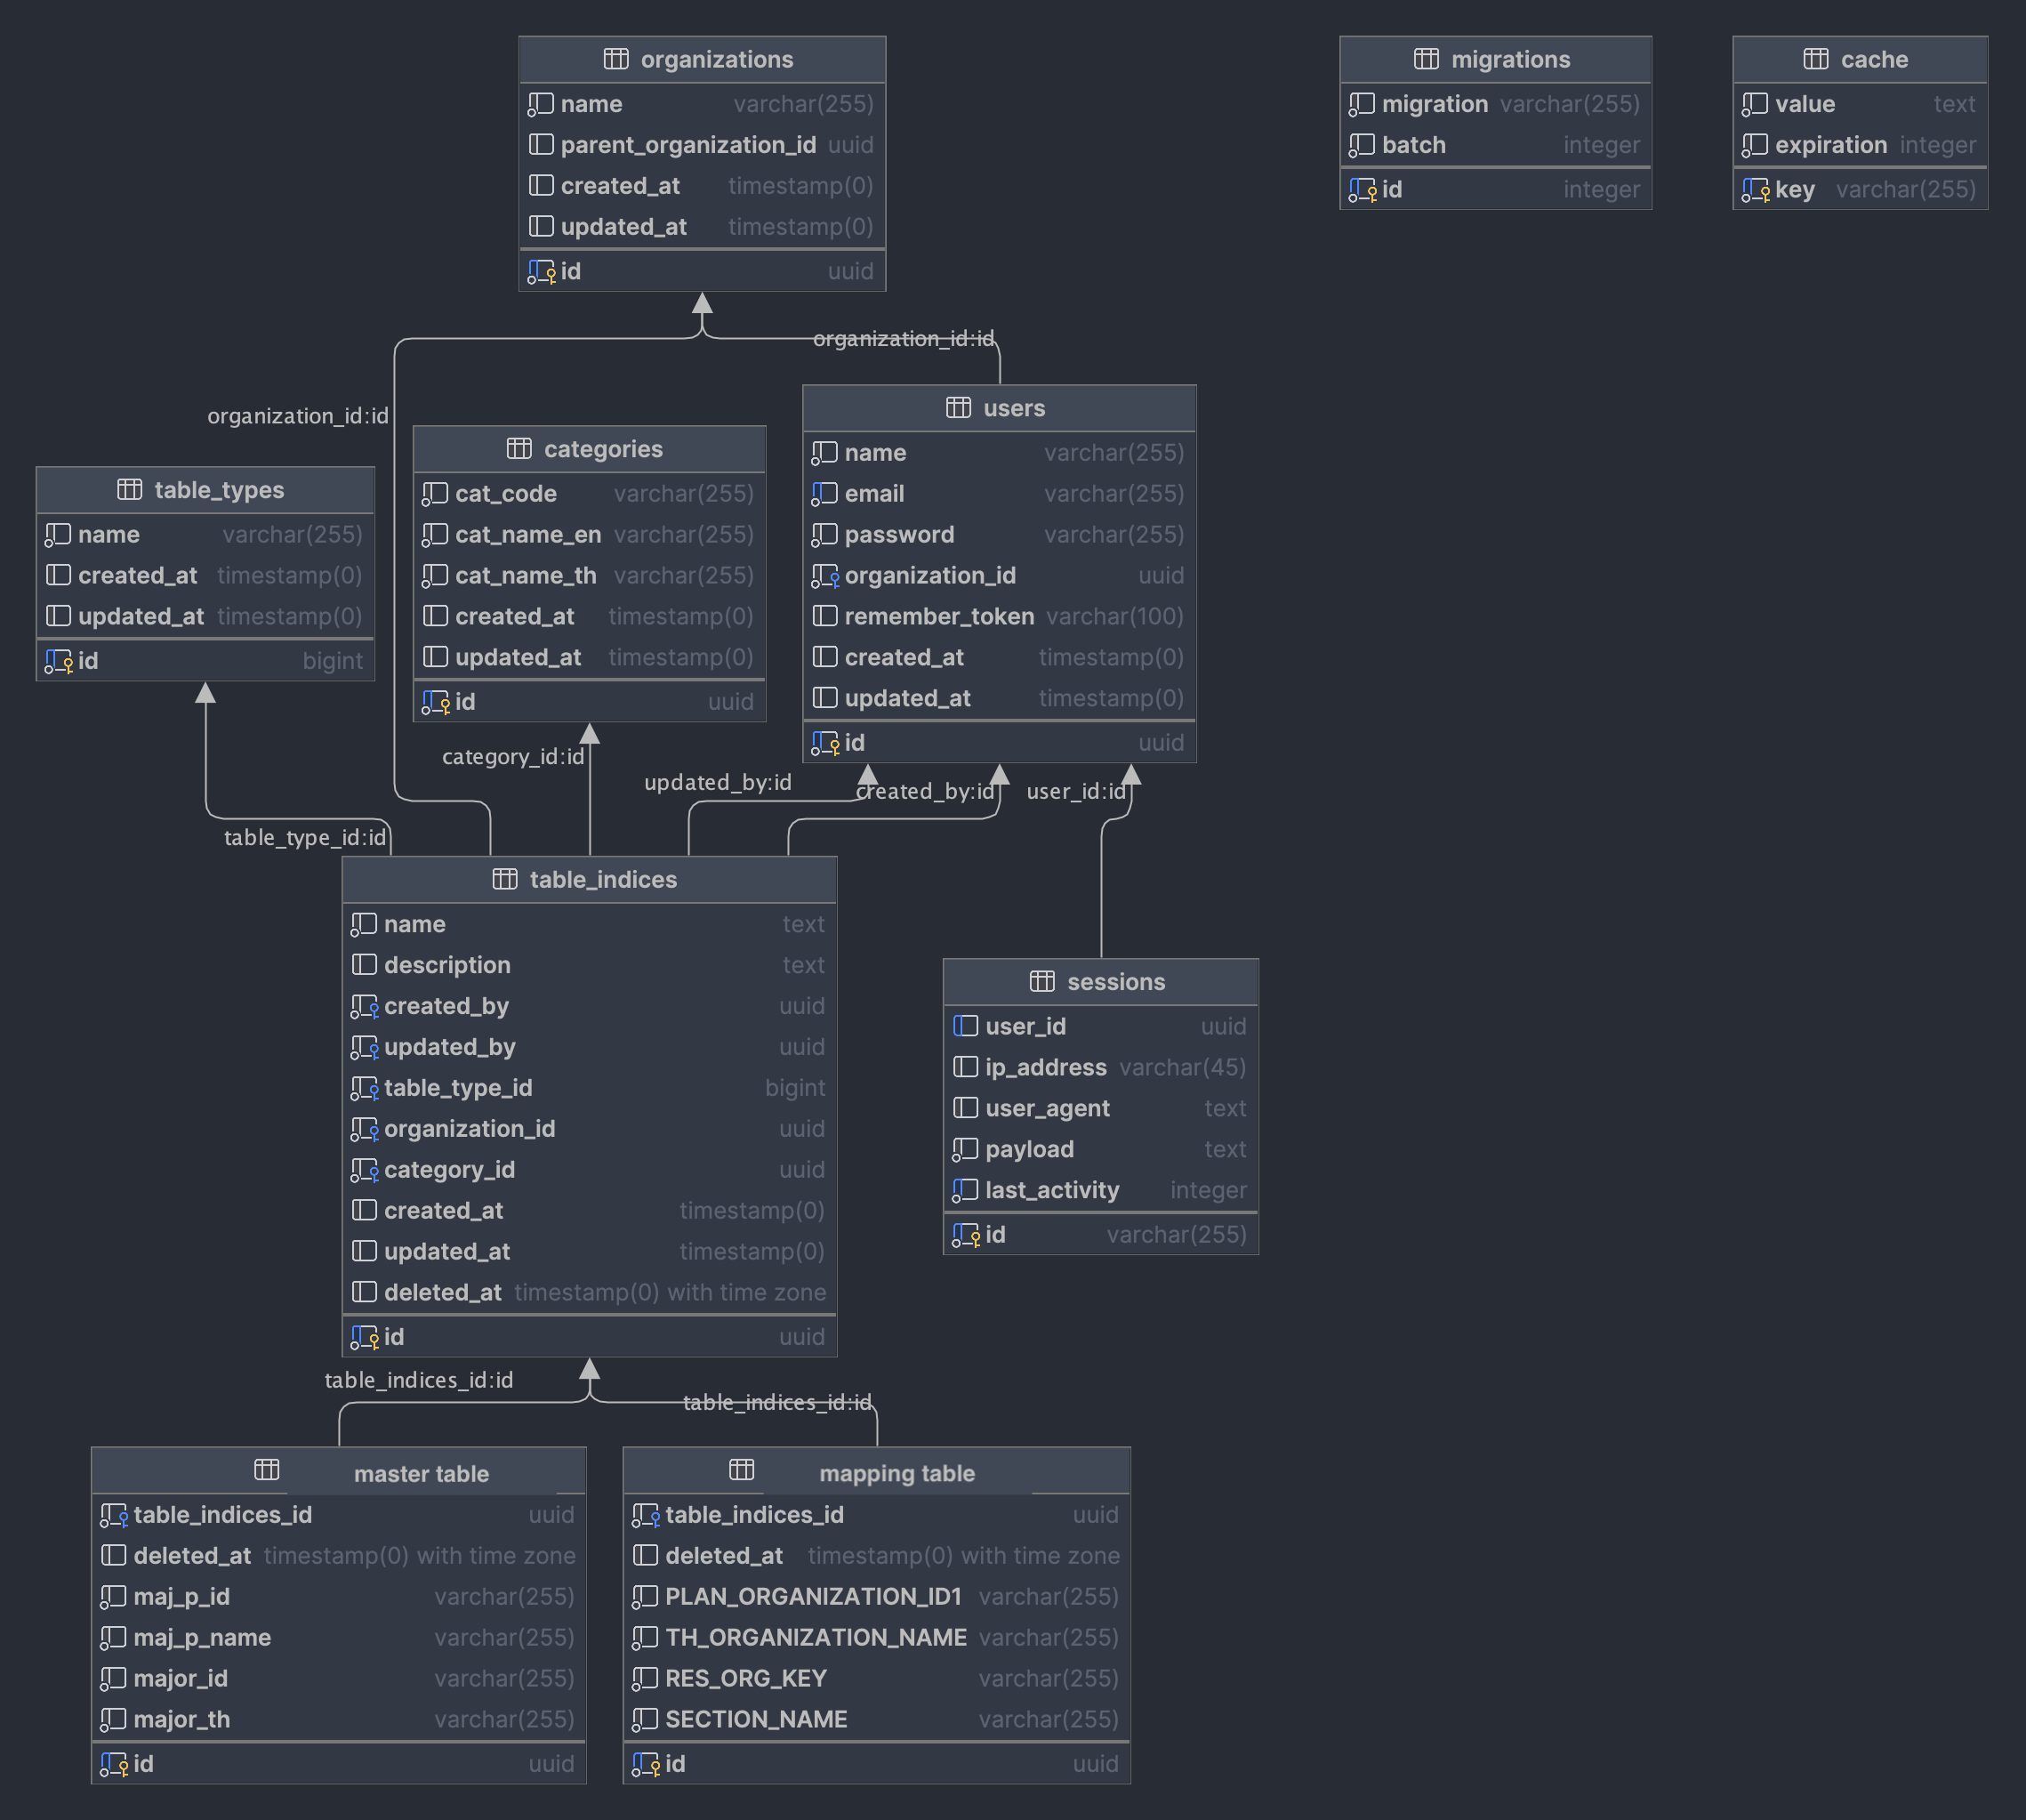 organizations
name varchar(255)
parent_organization_id uuid
created_at timestamp(0)
updated_at timestamp(0)
id uuid
migrations
migration varchar(255)
batch integer
id integer
cache
value text
expiration integer
key varchar(255)
organization_id:id
organization_id:id
table_types
name varchar(255)
created_at timestamp(0)
updated_at timestamp(0)
id bigint
categories
cat_code varchar(255)
cat_name_en varchar(255)
cat_name_th varchar(255)
created_at timestamp(0)
updated_at timestamp(0)
id uuid
users
name varchar(255)
email varchar(255)
password varchar(255)
organization_id uuid
remember_token varchar(100)
created_at timestamp(0)
updated_at timestamp(0)
id uuid
table_type_id:id
category_id:id
updated_by:id
created_by:id
user_id:id
table_indices
name text
description text
created_by uuid
updated_by uuid
table_type_id bigint
organization_id uuid
category_id uuid
created_at timestamp(0)
updated_at timestamp(0)
deleted_at timestamp(0) with time zone
id uuid
sessions
user_id uuid
ip_address varchar(45)
user_agent text
payload text
last_activity integer
id varchar(255)
table_indices_id:id
table_indices_id:id
master table
table_indices_id uuid
deleted_at timestamp(0) with time zone
maj_p_id varchar(255)
maj_p_name varchar(255)
major_id varchar(255)
major_th varchar(255)
id uuid
mapping table
table_indices_id uuid
deleted_at timestamp(0) with time zone
PLAN_ORGANIZATION_ID1 varchar(255)
TH_ORGANIZATION_NAME varchar(255)
RES_ORG_KEY varchar(255)
SECTION_NAME varchar(255)
id uuid